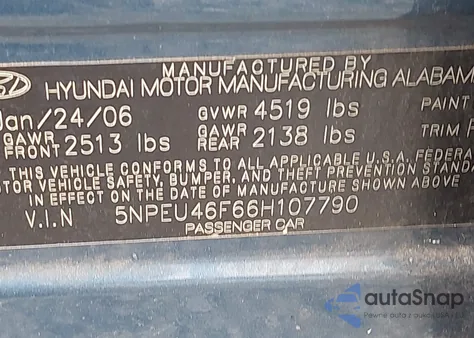 MANUFACTURED BY
HYUNDAI MOTOR MANUFACTURING ALABAM
Jan/24/06 GVWR 4519 lbs PAINT
GAWR FRONT 2513 lbs GAWR REAR 2138 lbs TRIM
THIS VEHICLE CONFORMS TO ALL APPLICABLE U.S.A. FEDERA
MOTOR VEHICLE SAFETY, BUMPER, AND THEFT PREVENTION STANDA
IN EFFECT ON THE DATE OF MANUFACTURE SHOWN ABOVE
V.I.N 5NPEU46F66H107790
PASSENGER CAR
autoSnap